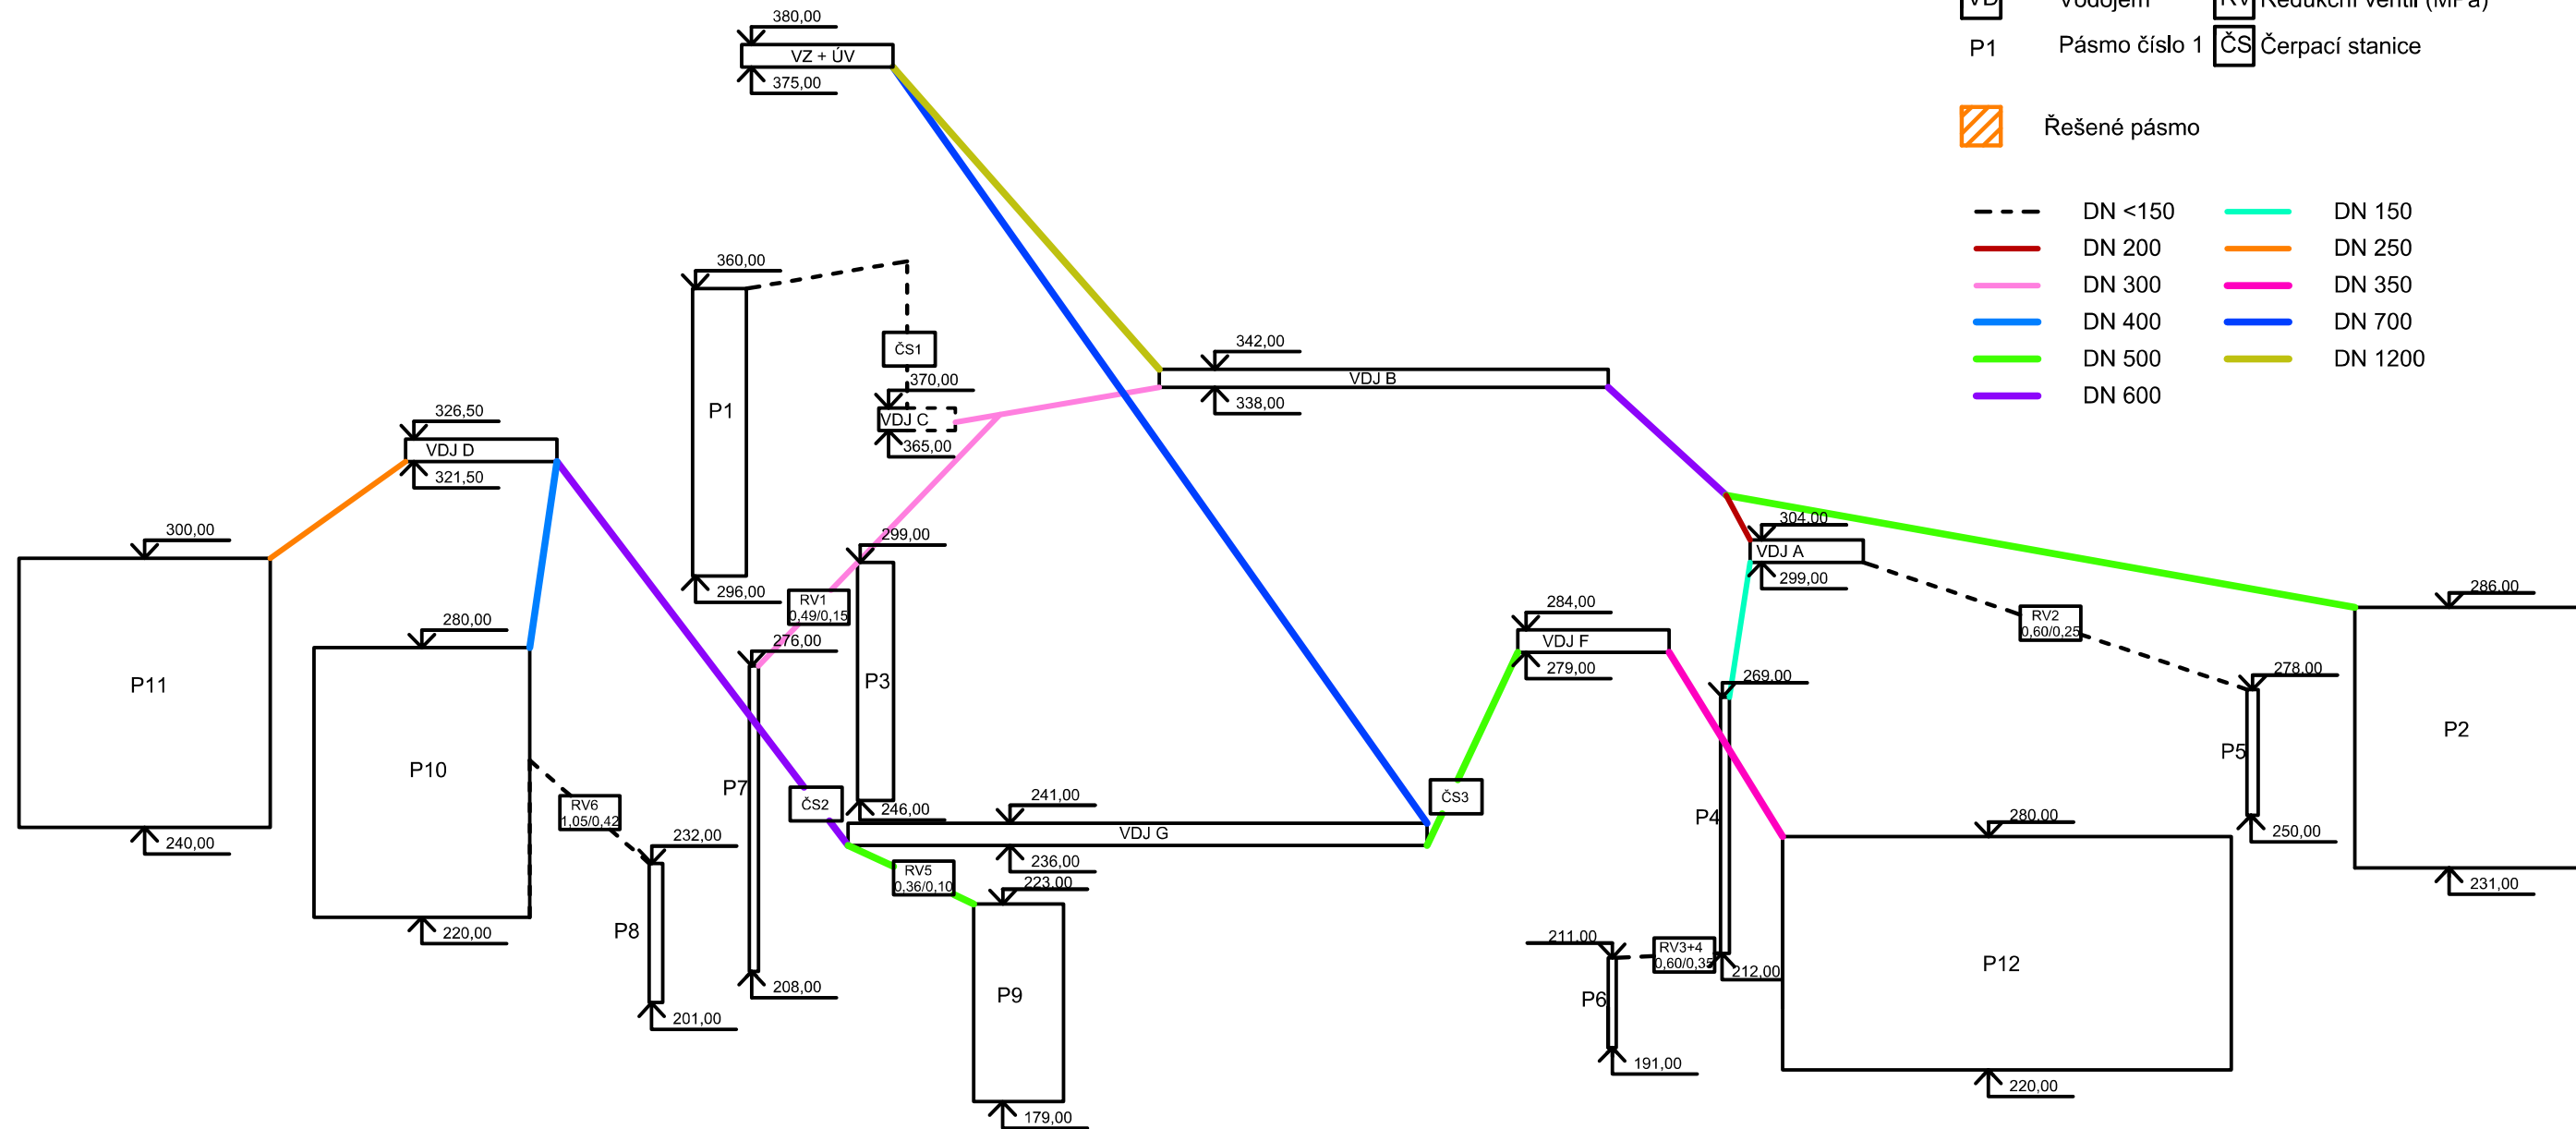 VD Vodojem RV Redukční ventil (MPa)
P1 Pásmo číslo 1 ČS Čerpací stanice
Řešené pásmo
DN <150 DN 150
DN 200 DN 250
DN 300 DN 350
DN 400 DN 700
DN 500 DN 1200
DN 600
380,00
VZ + ÚV
375,00
360,00
P1
296,00
ČS1
370,00
VDJ C
365,00
342,00
VDJ B
338,00
326,50
VDJ D
321,50
300,00
P11
240,00
280,00
P10
220,00
RV6
1,05/0,42
232,00
P8
201,00
RV1
0,49/0,15
276,00
P7
208,00
299,00
P3
246,00
ČS2
241,00
VDJ G
236,00
RV5
0,36/0,10
223,00
P9
179,00
ČS3
284,00
VDJ F
279,00
304,00
VDJ A
299,00
269,00
P4
212,00
RV3+4
0,60/0,35
211,00
P6
191,00
280,00
P12
220,00
RV2
0,60/0,25
278,00
P5
250,00
286,00
P2
231,00